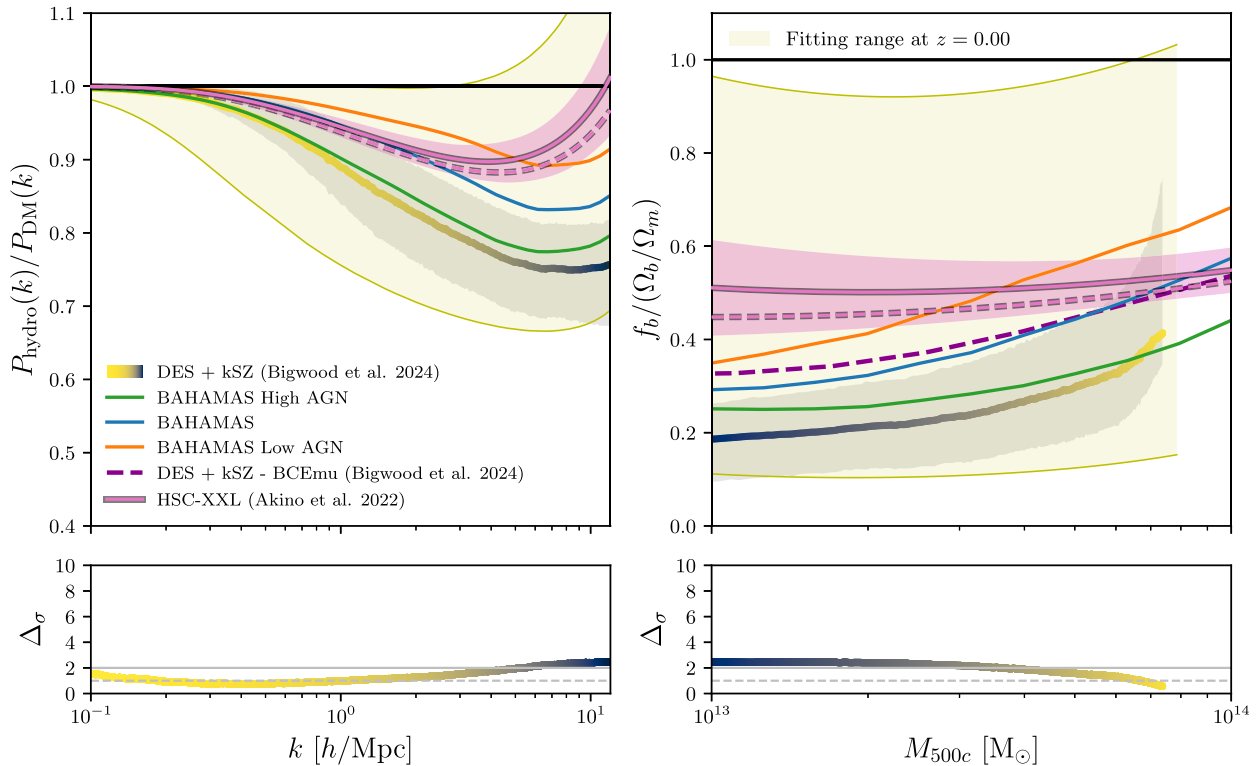 1.1
1.0
0.9
0.8
0.7
0.6
0.5
0.4
P_hydro(k)/P_DM(k)
DES + kSZ (Bigwood et al. 2024)
BAHAMAS High AGN
BAHAMAS
BAHAMAS Low AGN
DES + kSZ - BCEmu (Bigwood et al. 2024)
HSC-XXL (Akino et al. 2022)
Fitting range at z = 0.00
1.0
0.8
0.6
0.4
0.2
0.0
f_b/(Ω_b/Ω_m)
10
8
6
4
2
0
Δ_σ
10^−1
10^0
10^1
k [h/Mpc]
10
8
6
4
2
0
Δ_σ
10^13
10^14
M_500c [M_⊙]